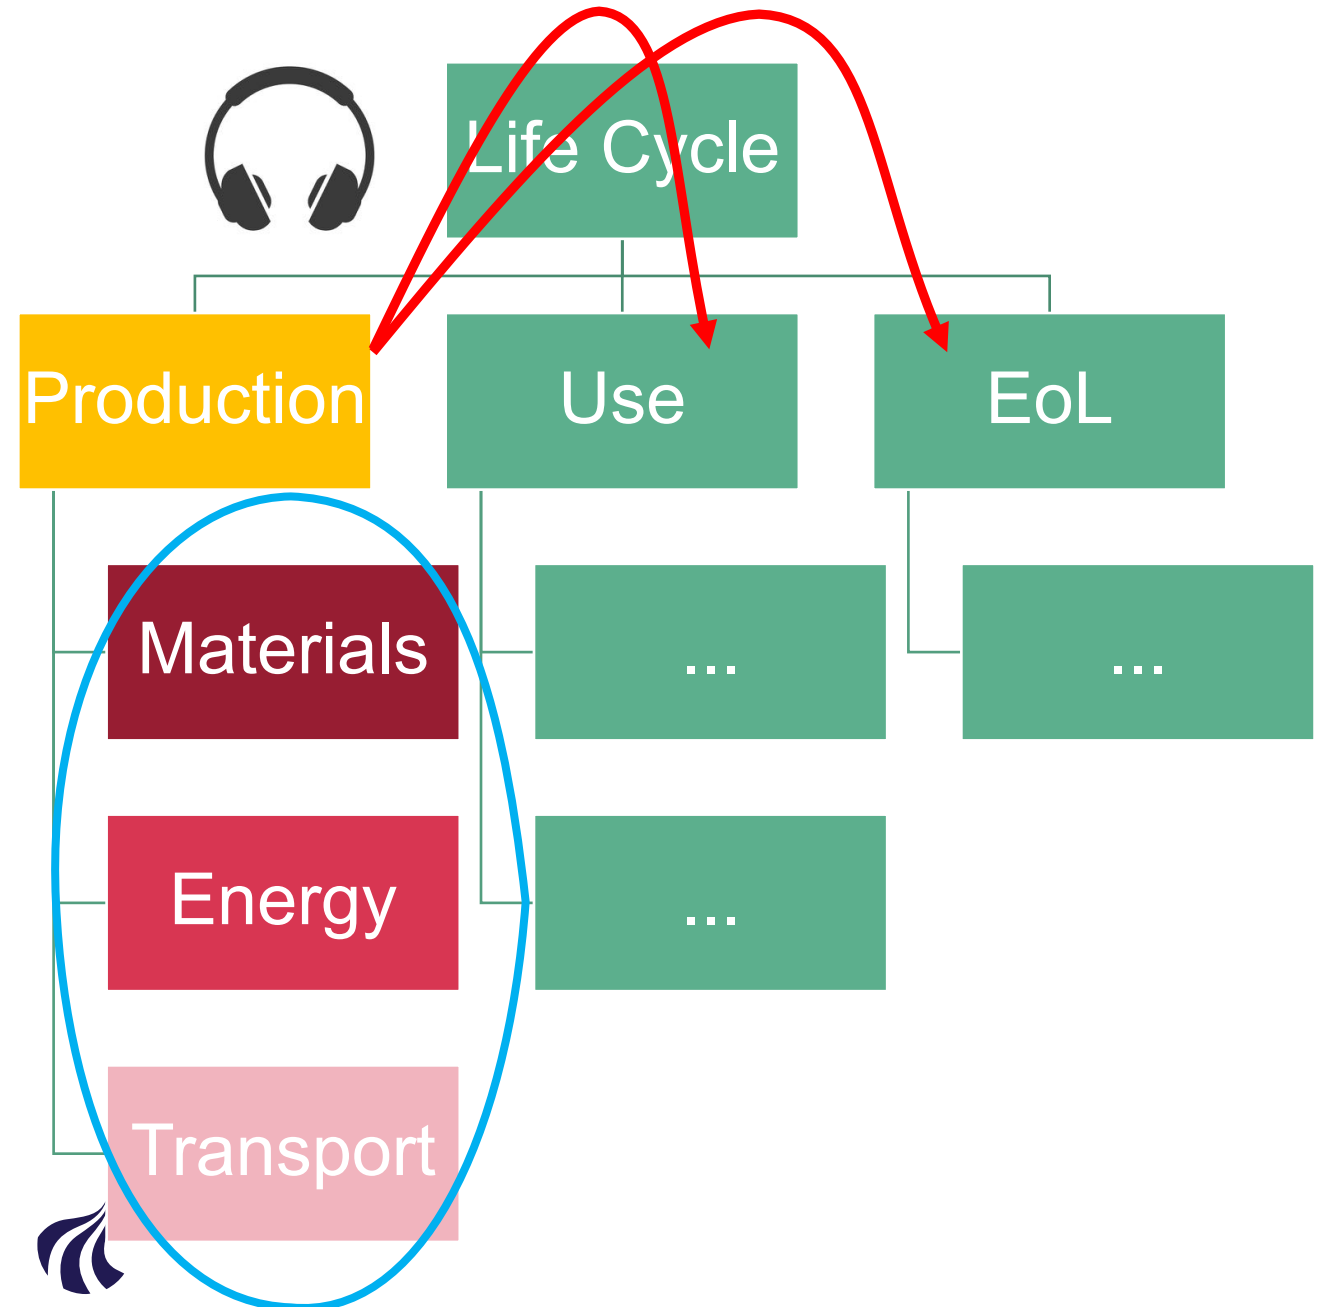 Life Cycle
Production
Use
EoL
Materials
...
...
Energy
...
Transport